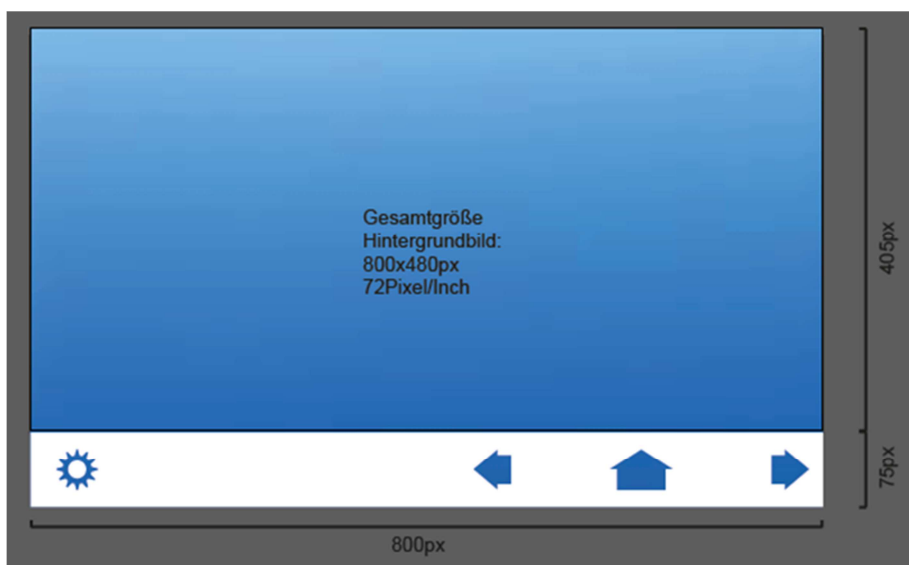 Gesamtgröße
Hintergrundbild:
800x480px
72Pixel/Inch
405px
75px
800px